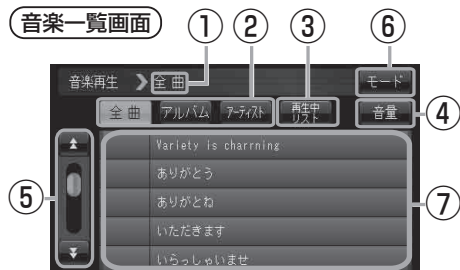 音楽一覧画面
① ② ③ ⑥
音楽再生 》全曲 モード
全曲 アルバム アーティスト 再生中リスト 音量 ④
Variety is charrning
ありがとう
⑤ ありがとね ⑦
いただきます
いらっしゃいませ